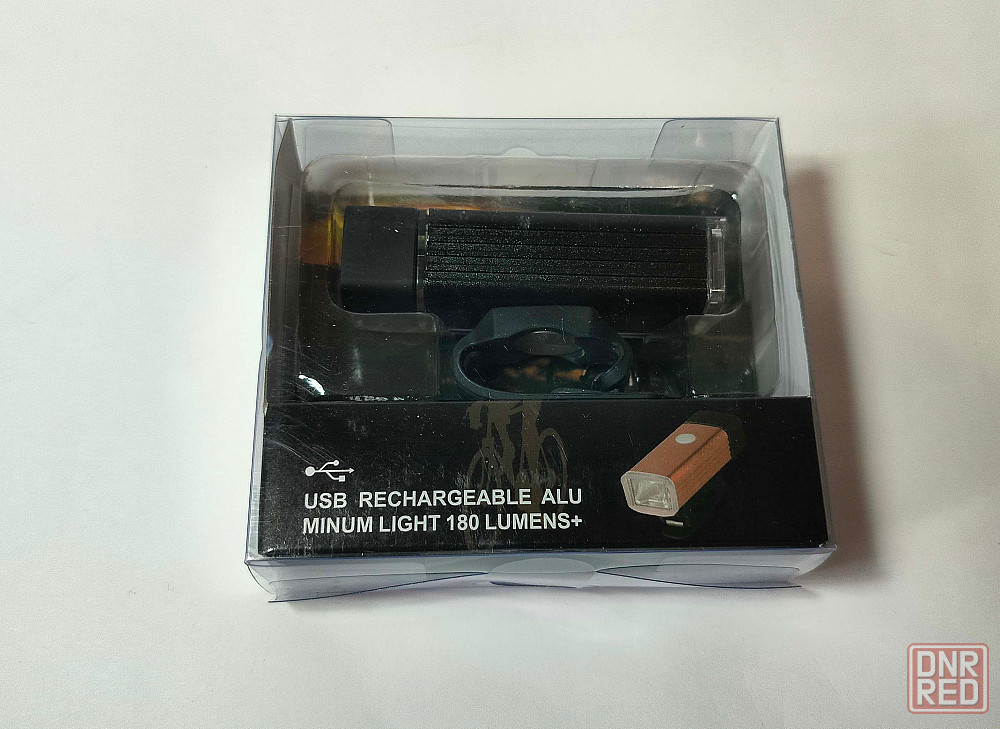 USB RECHARGEABLE ALU
MINUM LIGHT 180 LUMENS+
DNR
RED